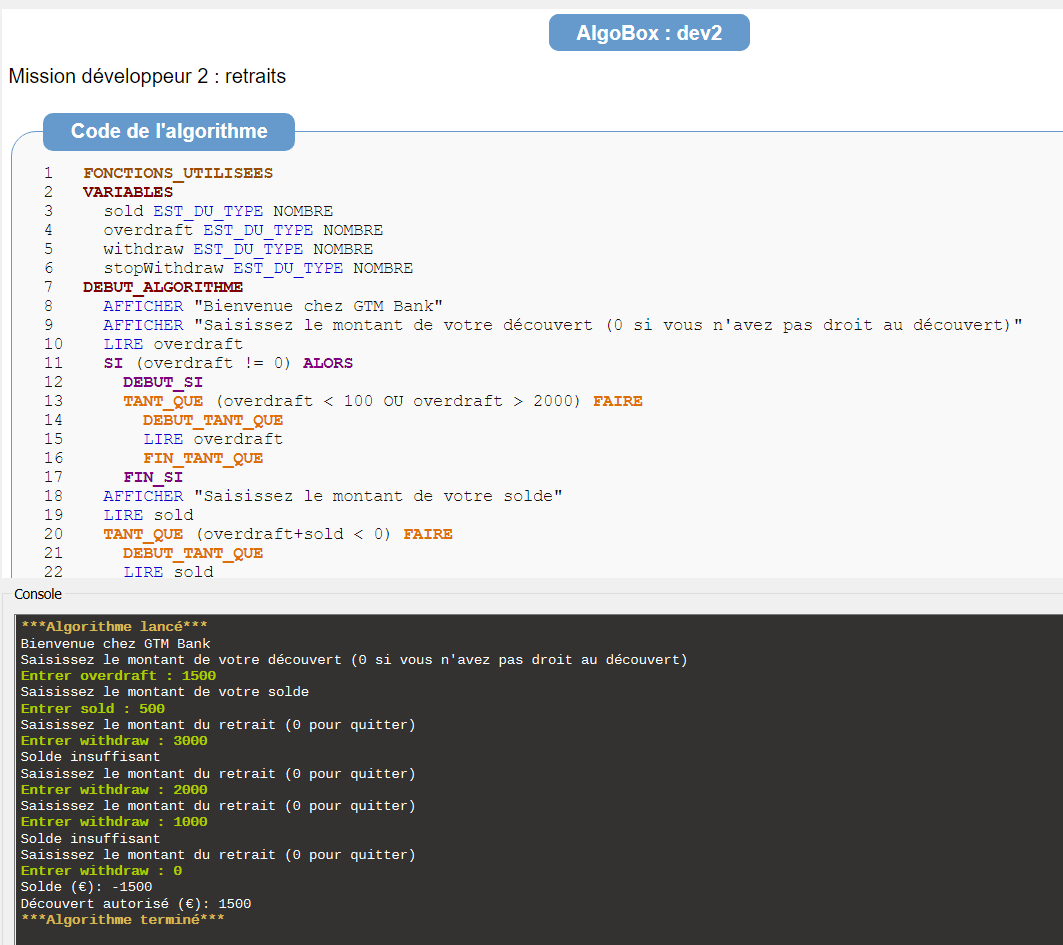 AlgoBox : dev2
Mission développeur 2 : retraits
Code de l'algorithme
1 FONCTIONS_UTILISEES
2 VARIABLES
3 sold EST_DU_TYPE NOMBRE
4 overdraft EST_DU_TYPE NOMBRE
5 withdraw EST_DU_TYPE NOMBRE
6 stopWithdraw EST_DU_TYPE NOMBRE
7 DEBUT_ALGORITHME
8 AFFICHER "Bienvenue chez GTM Bank"
9 AFFICHER "Saisissez le montant de votre découvert (0 si vous n'avez pas droit au découvert)"
10 LIRE overdraft
11 SI (overdraft != 0) ALORS
12 DEBUT_SI
13 TANT_QUE (overdraft < 100 OU overdraft > 2000) FAIRE
14 DEBUT_TANT_QUE
15 LIRE overdraft
16 FIN_TANT_QUE
17 FIN_SI
18 AFFICHER "Saisissez le montant de votre solde"
19 LIRE sold
20 TANT_QUE (overdraft+sold < 0) FAIRE
21 DEBUT_TANT_QUE
22 LIRE sold
Console
***Algorithme lancé***
Bienvenue chez GTM Bank
Saisissez le montant de votre découvert (0 si vous n'avez pas droit au découvert)
Entrer overdraft : 1500
Saisissez le montant de votre solde
Entrer sold : 500
Saisissez le montant du retrait (0 pour quitter)
Entrer withdraw : 3000
Solde insuffisant
Saisissez le montant du retrait (0 pour quitter)
Entrer withdraw : 2000
Saisissez le montant du retrait (0 pour quitter)
Entrer withdraw : 1000
Solde insuffisant
Saisissez le montant du retrait (0 pour quitter)
Entrer withdraw : 0
Solde (€): -1500
Découvert autorisé (€): 1500
***Algorithme terminé***